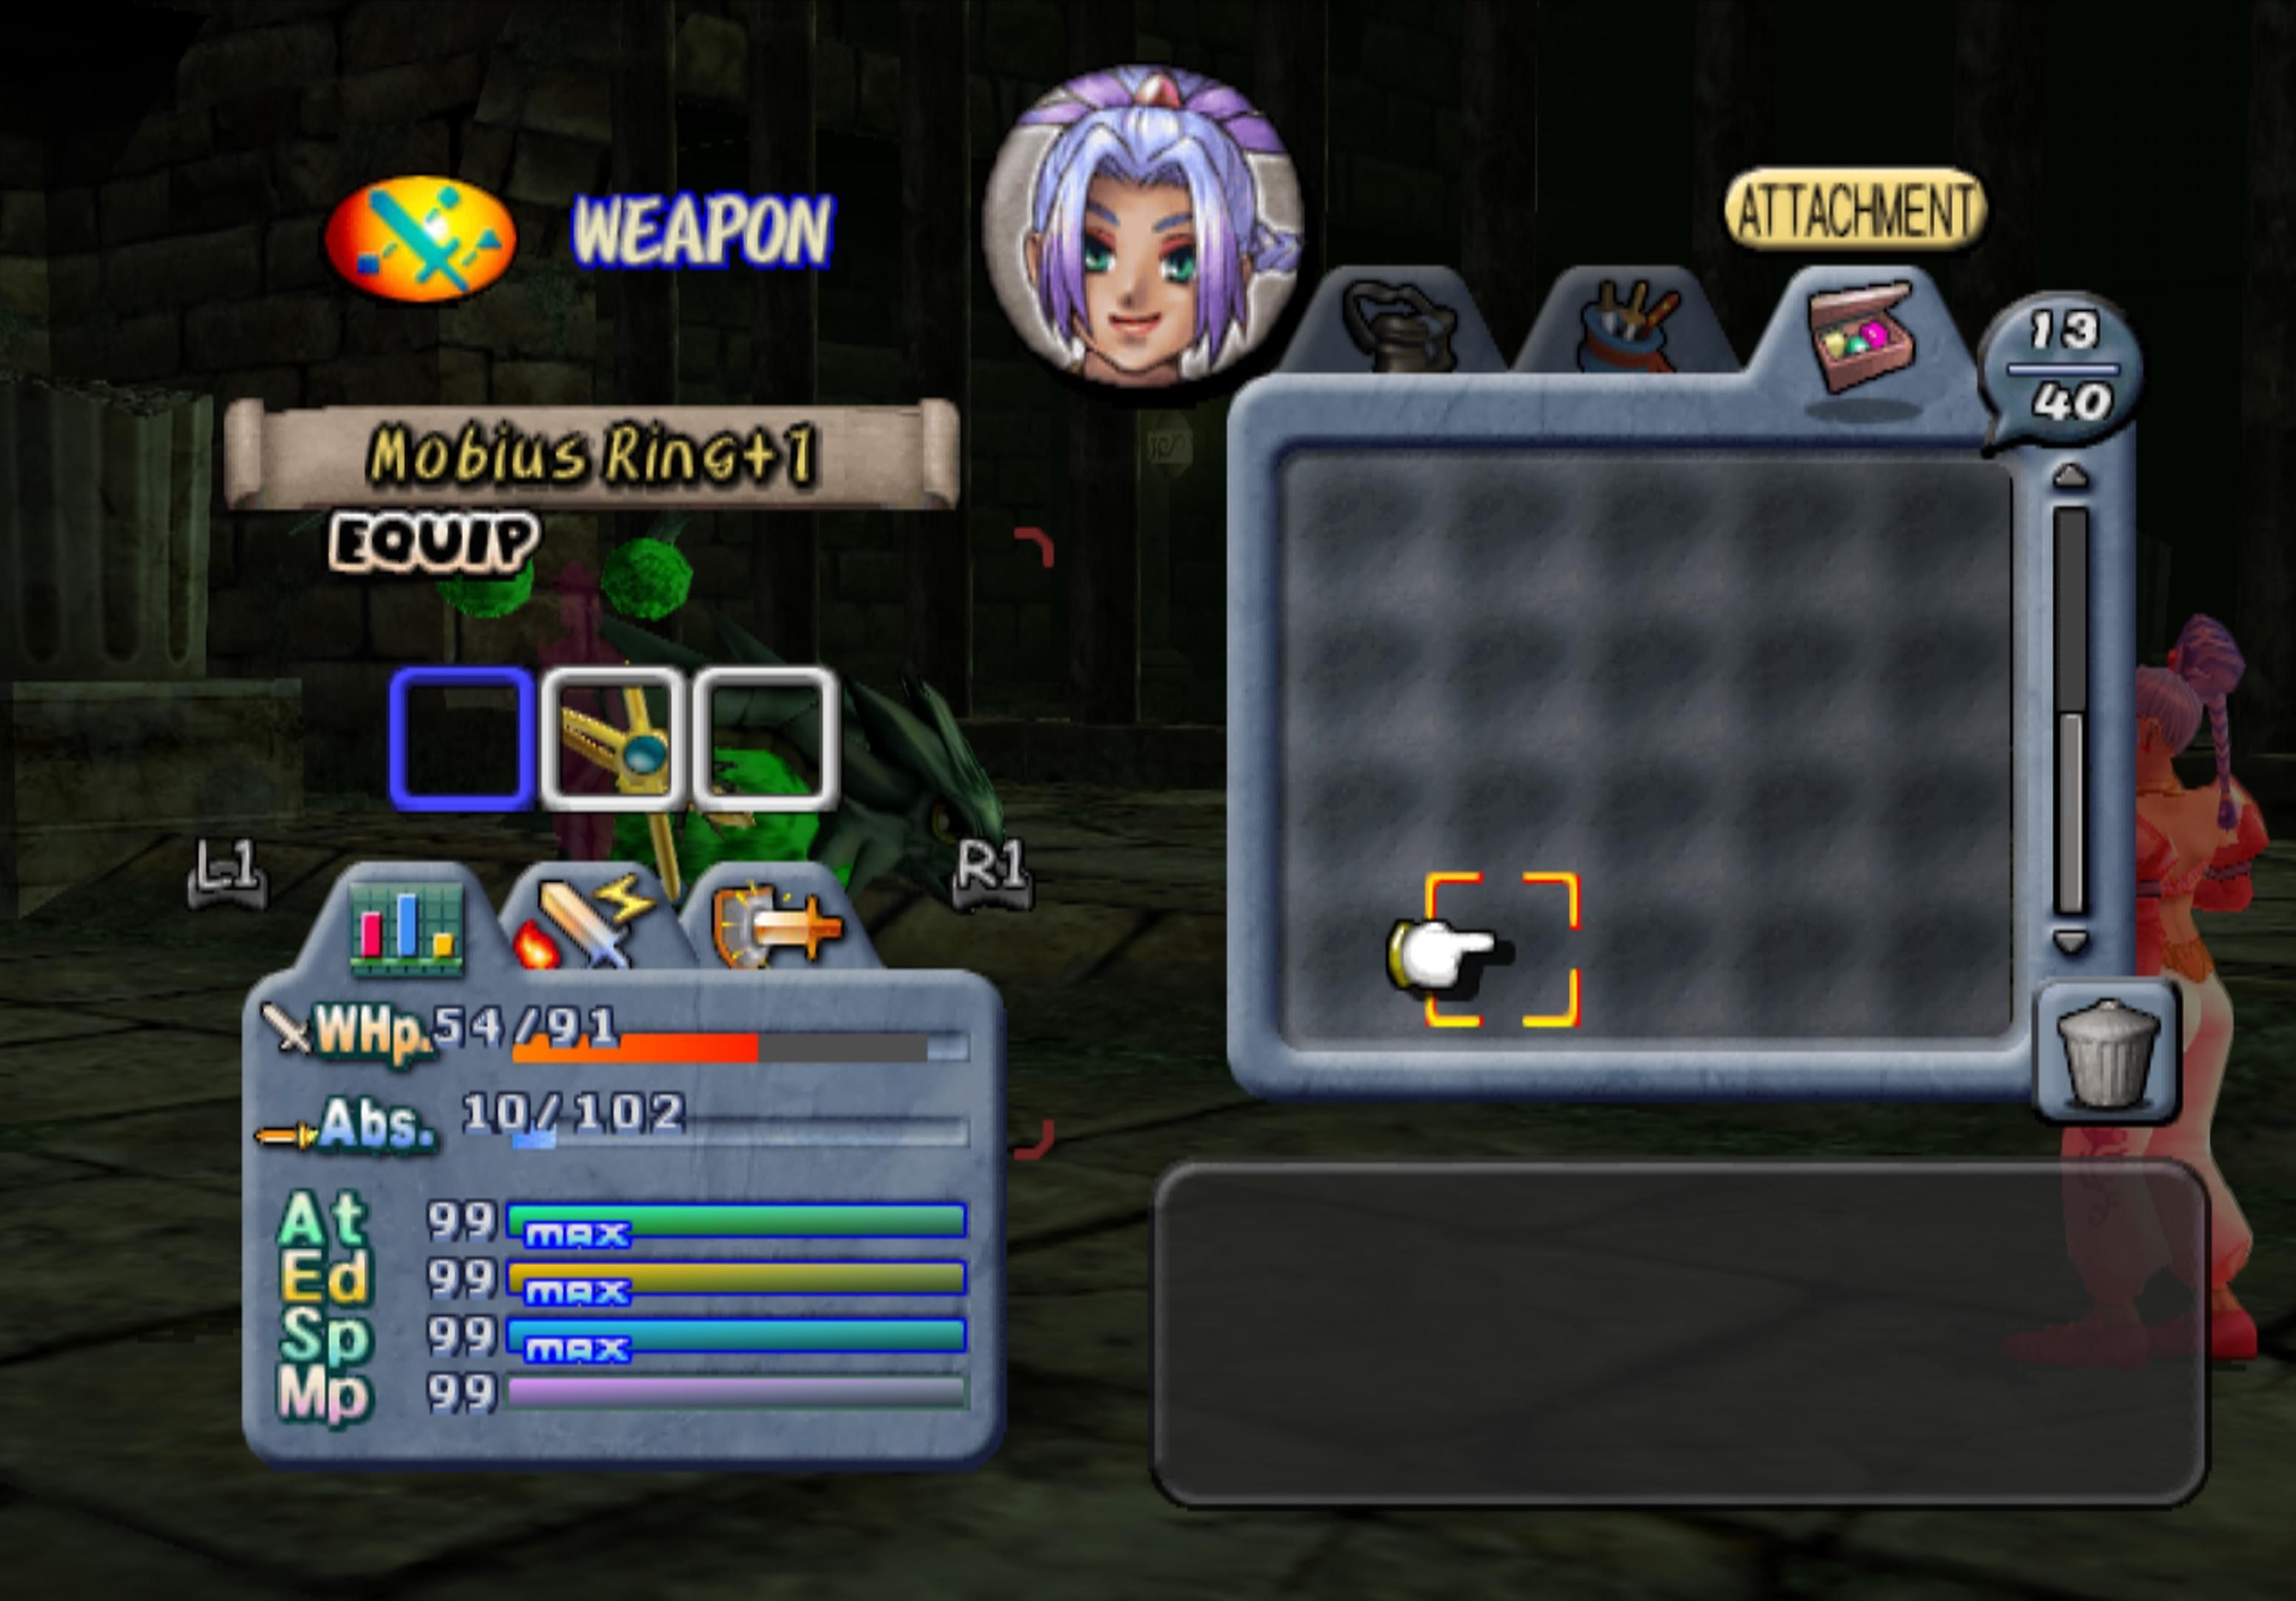 WEAPON
ATTACHMENT
13
40
Mobius Ring+1
EQUIP
L1
R1
WHp. 54/91
Abs. 10/102
At 99 max
Ed 99 max
Sp 99 max
Mp 99